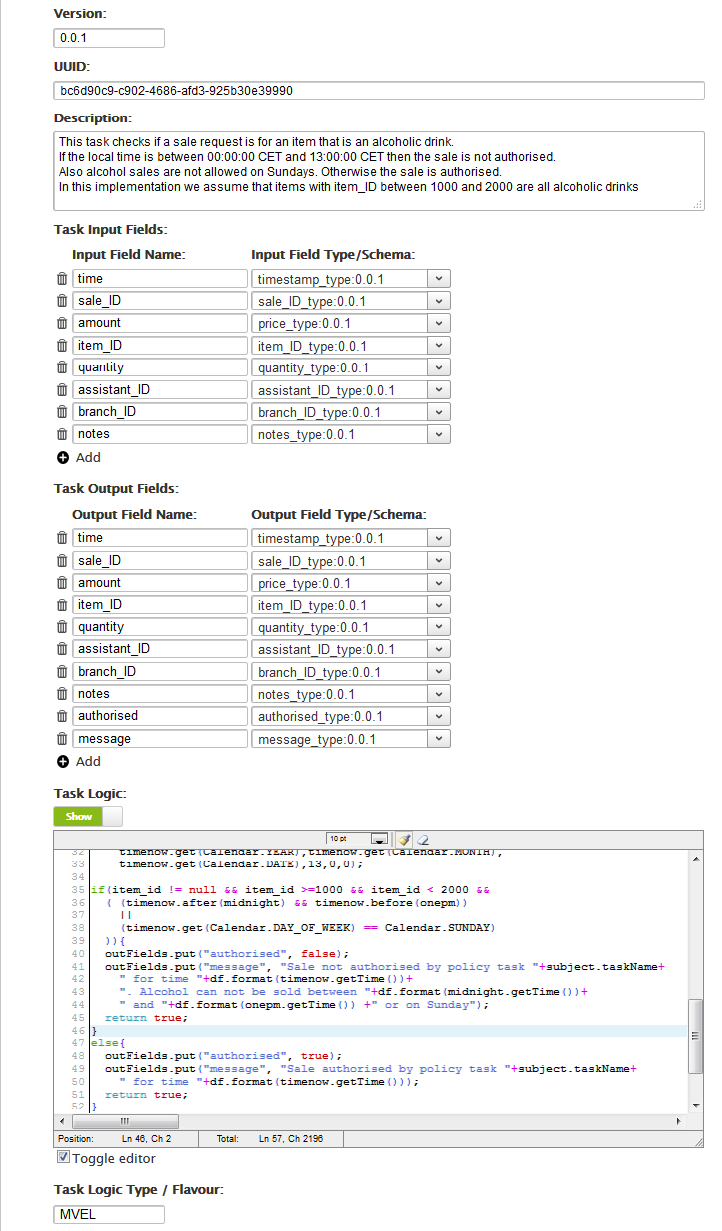 Version:
0.0.1
UUID:
bc6d90c9-c902-4686-afd3-925b30e39990
Description:
This task checks if a sale request is for an item that is an alcoholic drink.
If the local time is between 00:00:00 CET and 13:00:00 CET then the sale is not authorised.
Also alcohol sales are not allowed on Sundays. Otherwise the sale is authorised.
In this implementation we assume that items with item_ID between 1000 and 2000 are all alcoholic drinks
Task Input Fields:
Input Field Name: Input Field Type/Schema:
time timestamp_type:0.0.1
sale_ID sale_ID_type:0.0.1
amount price_type:0.0.1
item_ID item_ID_type:0.0.1
quantity quantity_type:0.0.1
assistant_ID assistant_ID_type:0.0.1
branch_ID branch_ID_type:0.0.1
notes notes_type:0.0.1
Add
Task Output Fields:
Output Field Name: Output Field Type/Schema:
time timestamp_type:0.0.1
sale_ID sale_ID_type:0.0.1
amount price_type:0.0.1
item_ID item_ID_type:0.0.1
quantity quantity_type:0.0.1
assistant_ID assistant_ID_type:0.0.1
branch_ID branch_ID_type:0.0.1
notes notes_type:0.0.1
authorised authorised_type:0.0.1
message message_type:0.0.1
Add
Task Logic:
Show
10 pt
32 timenow.get(Calendar.YEAR),timenow.get(Calendar.MONTH),
33 timenow.get(Calendar.DATE),13,0,0);
34
35 if(item_id != null && item_id >=1000 && item_id < 2000 &&
36 ( (timenow.after(midnight) && timenow.before(onepm))
37 ||
38 (timenow.get(Calendar.DAY_OF_WEEK) == Calendar.SUNDAY)
39 )){
40 outFields.put("authorised", false);
41 outFields.put("message", "Sale not authorised by policy task "+subject.taskName+
42 " for time "+df.format(timenow.getTime())+
43 ". Alcohol can not be sold between "+df.format(midnight.getTime())+
44 " and "+df.format(onepm.getTime()) +" or on Sunday");
45 return true;
46 }
47 else{
48 outFields.put("authorised", true);
49 outFields.put("message", "Sale authorised by policy task "+subject.taskName+
50 " for time "+df.format(timenow.getTime()));
51 return true;
52 }
Position: Ln 46, Ch 2 Total: Ln 57, Ch 2196
Toggle editor
Task Logic Type / Flavour:
MVEL